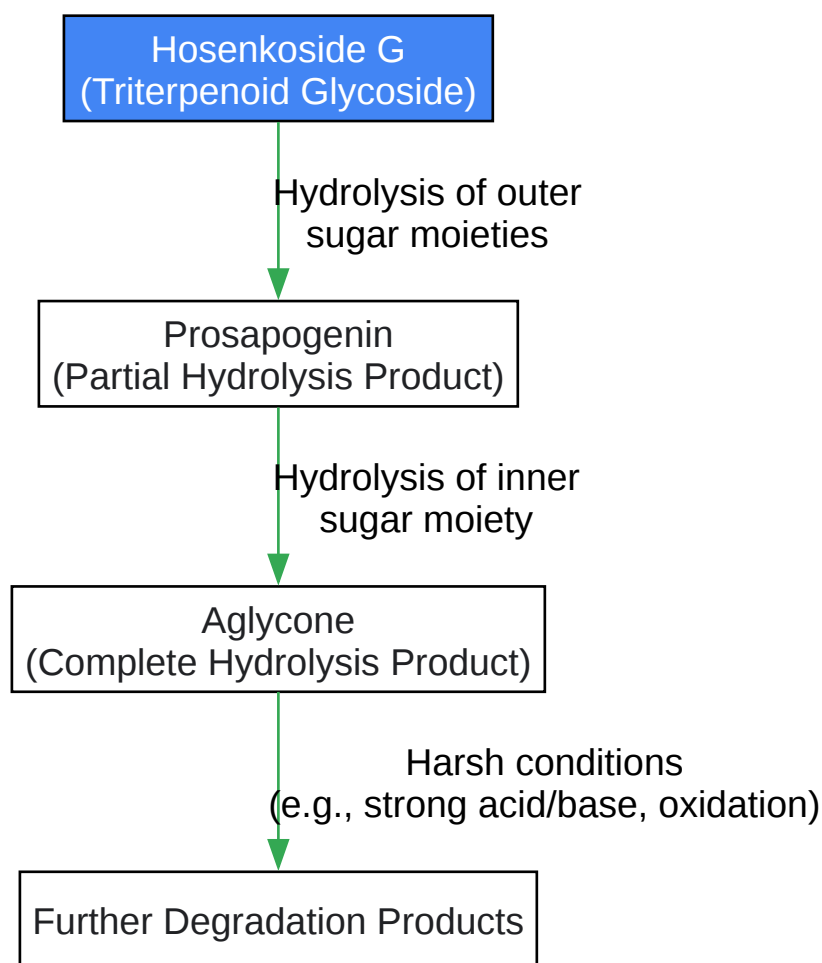 Hosenkoside G
(Triterpenoid Glycoside)
Hydrolysis of outer
sugar moieties
Prosapogenin
(Partial Hydrolysis Product)
Hydrolysis of inner
sugar moiety
Aglycone
(Complete Hydrolysis Product)
Harsh conditions
(e.g., strong acid/base, oxidation)
Further Degradation Products